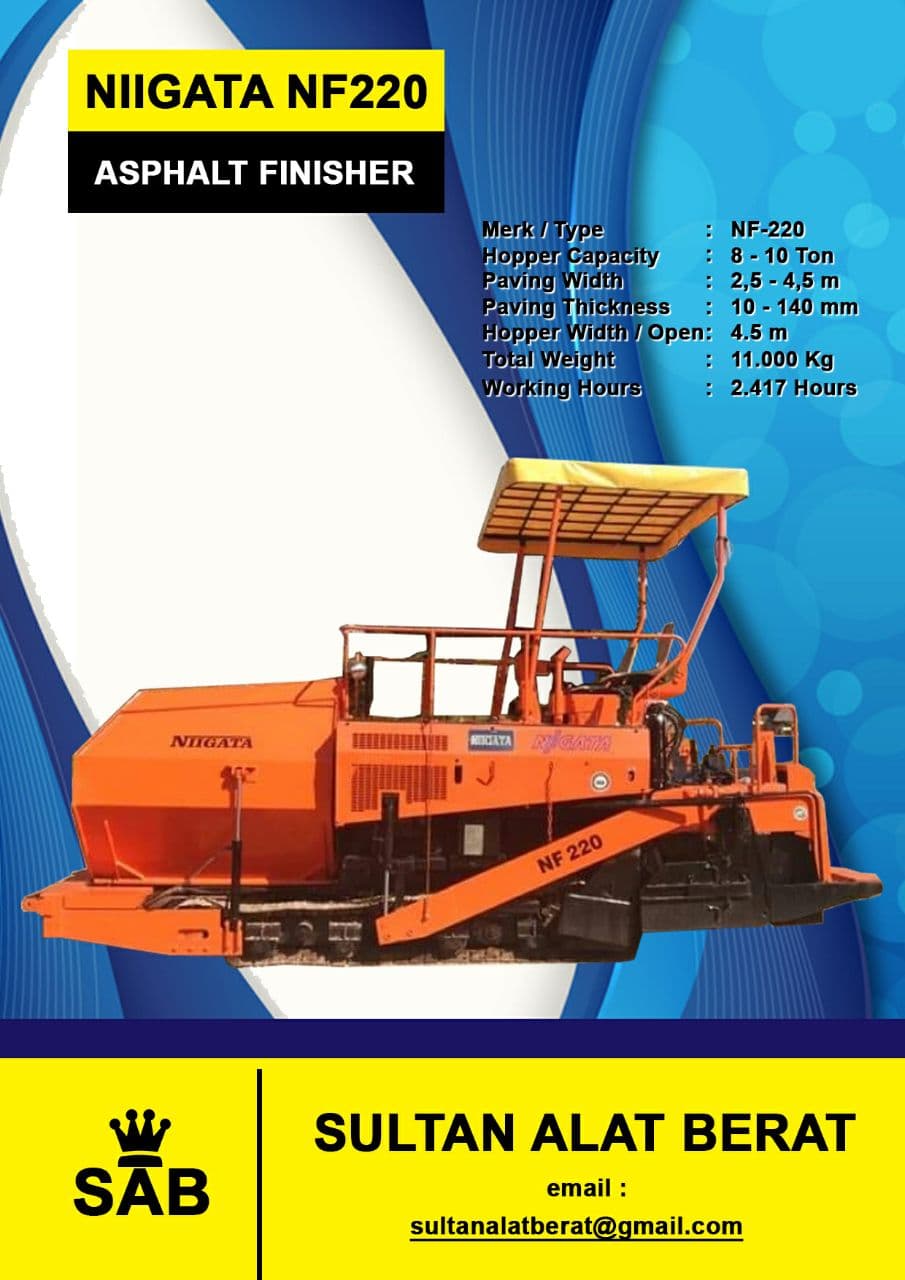 NIIGATA NF220
ASPHALT FINISHER
Merk / Type : NF-220
Hopper Capacity : 8 - 10 Ton
Paving Width : 2,5 - 4,5 m
Paving Thickness : 10 - 140 mm
Hopper Width / Open: 4.5 m
Total Weight : 11.000 Kg
Working Hours : 2.417 Hours
NIIGATA
NIIGATA
NIIGATA
NF 220
SAB
SULTAN ALAT BERAT
email :
sultanalatberat@gmail.com